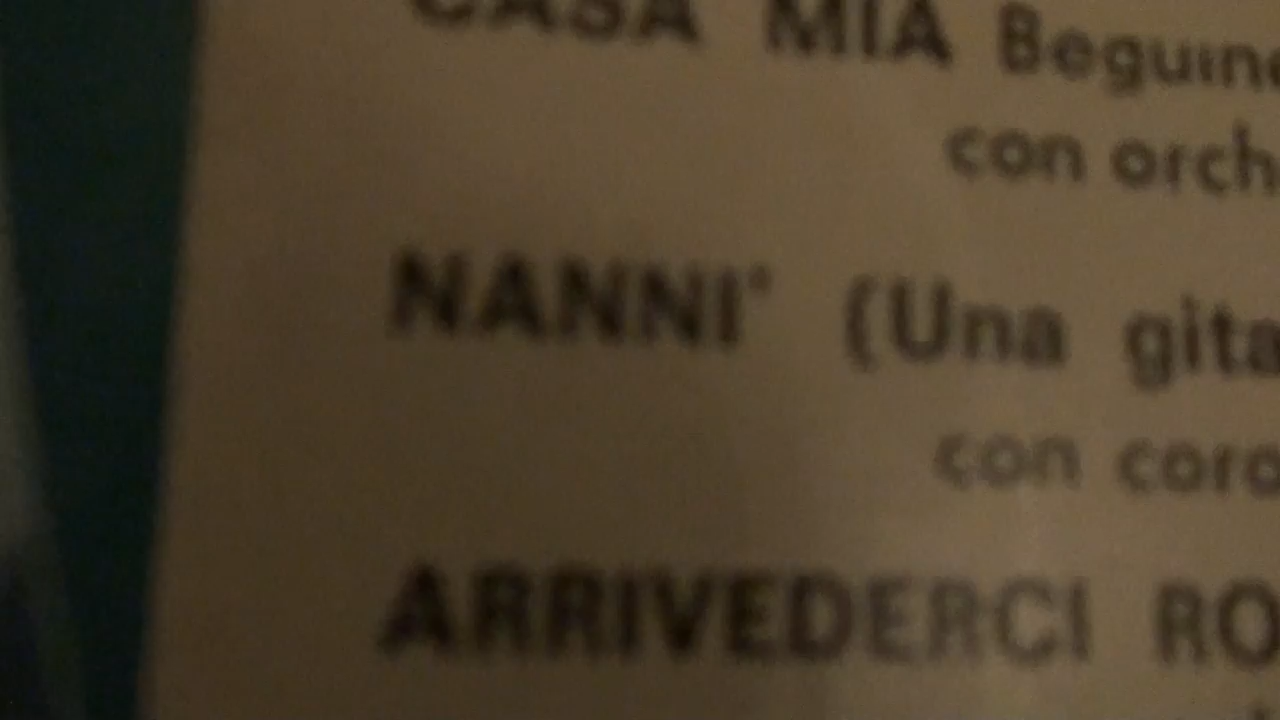 CASA MIA Beguine
con orch
NANNI' (Una gita
con coro
ARRIVEDERCI RO